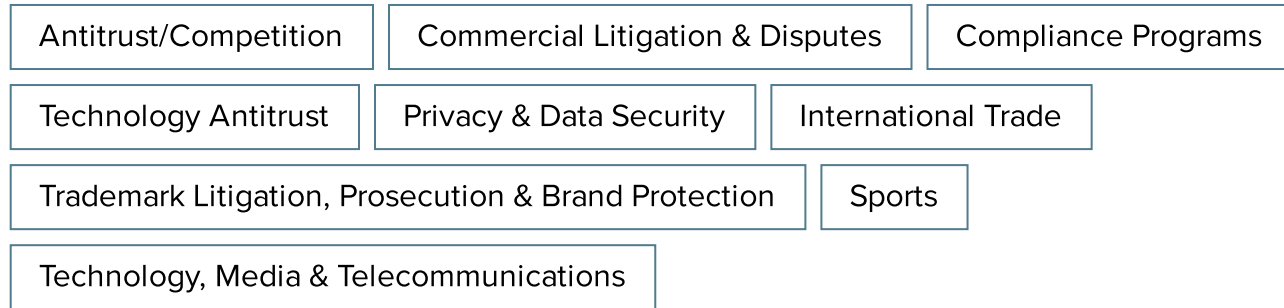 Antitrust/Competition Commercial Litigation & Disputes Compliance Programs
Technology Antitrust Privacy & Data Security International Trade
Trademark Litigation, Prosecution & Brand Protection Sports
Technology, Media & Telecommunications